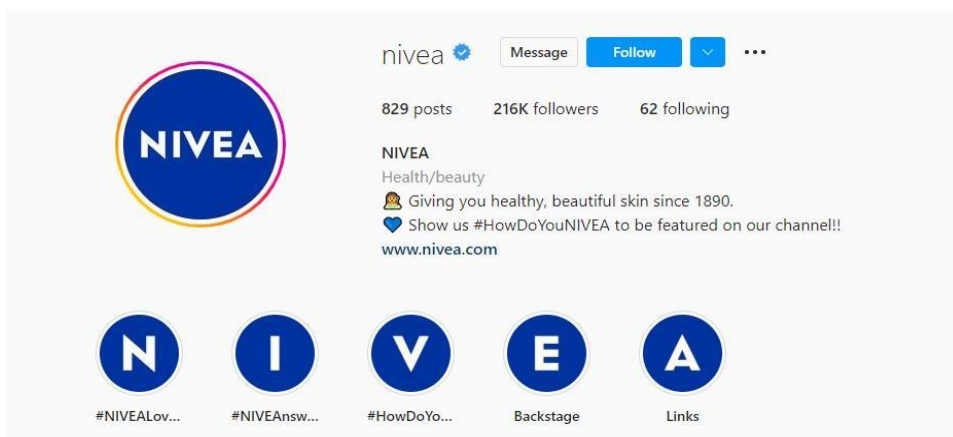 nivea Message Follow
829 posts 216K followers 62 following
NIVEA
NIVEA
Health/beauty
Giving you healthy, beautiful skin since 1890.
Show us #HowDoYouNIVEA to be featured on our channel!!
www.nivea.com
N I V E A
#NIVEALov... #NIVEAnsw... #HowDoYo... Backstage Links